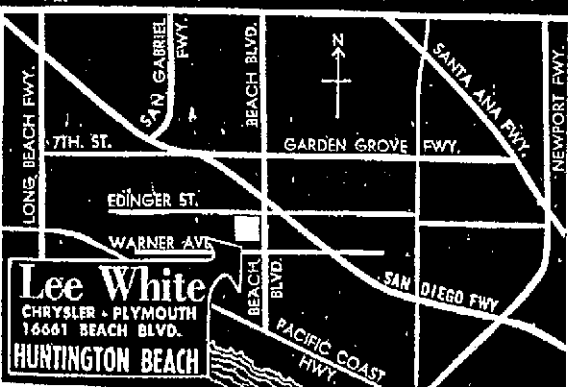 LONG BEACH FWY.
SAN GABRIEL
FWY.
BEACH BLVD.
N
SANTA ANA FWY.
NEWPORT FWY.
7TH. ST.
GARDEN GROVE FWY.
EDINGER ST.
WARNER AVE
BEACH
BLVD.
SAN DIEGO FWY
PACIFIC COAST
HWY.
Lee White
CHRYSLER • PLYMOUTH
16661 BEACH BLVD.
HUNTINGTON BEACH